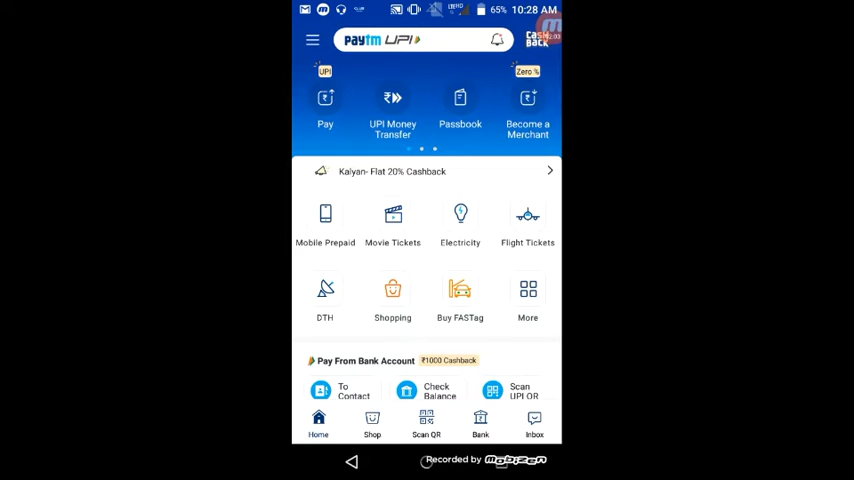 65% 10:28 AM
paytm UPI
CASH BACK
UPI
Zero %
Pay
UPI Money Transfer
Passbook
Become a Merchant
Kalyan- Flat 20% Cashback
Mobile Prepaid
Movie Tickets
Electricity
Flight Tickets
DTH
Shopping
Buy FASTag
More
Pay From Bank Account
₹1000 Cashback
To Contact
Check Balance
Scan UPI QR
Home
Shop
Scan QR
Bank
Inbox
Recorded by mobizen